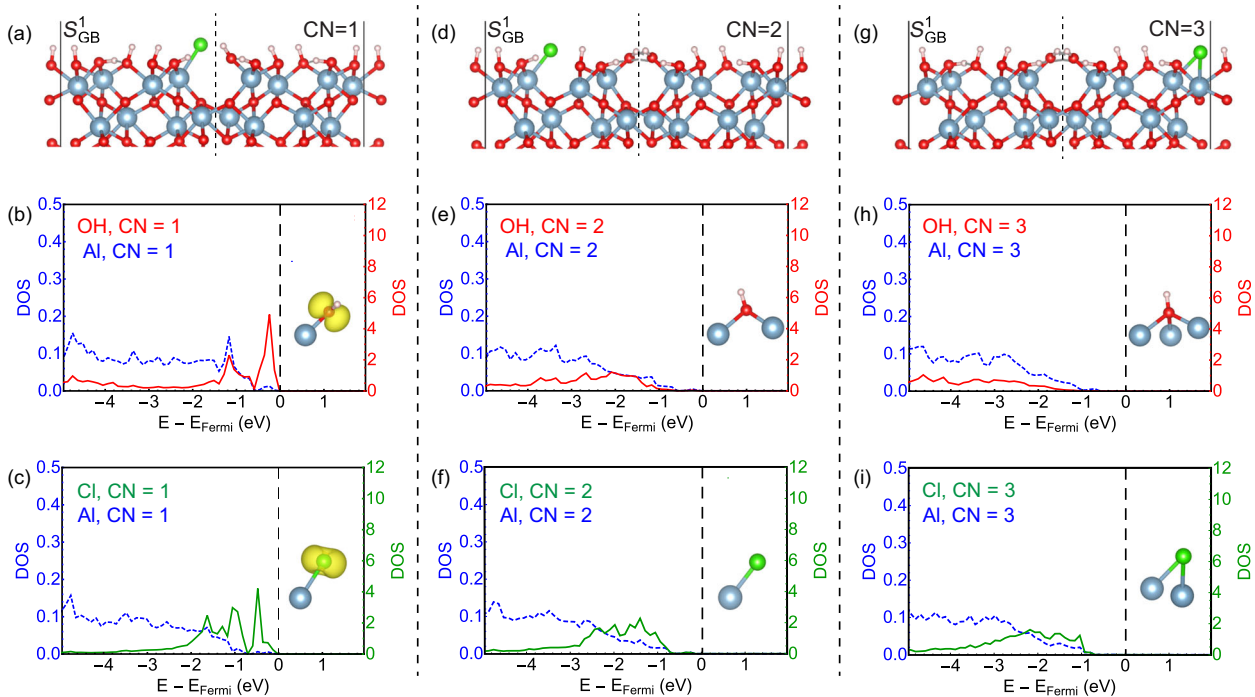 (a) S¹GB CN=1
(d) S¹GB CN=2
(g) S¹GB CN=3
(b)
OH, CN = 1
Al, CN = 1
DOS
0.5
0.4
0.3
0.2
0.1
0.0
12
10
8
6
4
2
0
DOS
−4 −3 −2 −1 0 1
E − EFermi (eV)
(e)
OH, CN = 2
Al, CN = 2
DOS
0.5
0.4
0.3
0.2
0.1
0.0
12
10
8
6
4
2
0
DOS
−4 −3 −2 −1 0 1
E − EFermi (eV)
(h)
OH, CN = 3
Al, CN = 3
DOS
0.5
0.4
0.3
0.2
0.1
0.0
12
10
8
6
4
2
0
DOS
−4 −3 −2 −1 0 1
E − EFermi (eV)
(c)
Cl, CN = 1
Al, CN = 1
DOS
0.5
0.4
0.3
0.2
0.1
0.0
12
10
8
6
4
2
0
DOS
−4 −3 −2 −1 0 1
E − EFermi (eV)
(f)
Cl, CN = 2
Al, CN = 2
DOS
0.5
0.4
0.3
0.2
0.1
0.0
12
10
8
6
4
2
0
DOS
−4 −3 −2 −1 0 1
E − EFermi (eV)
(i)
Cl, CN = 3
Al, CN = 3
DOS
0.5
0.4
0.3
0.2
0.1
0.0
12
10
8
6
4
2
0
DOS
−4 −3 −2 −1 0 1
E − EFermi (eV)